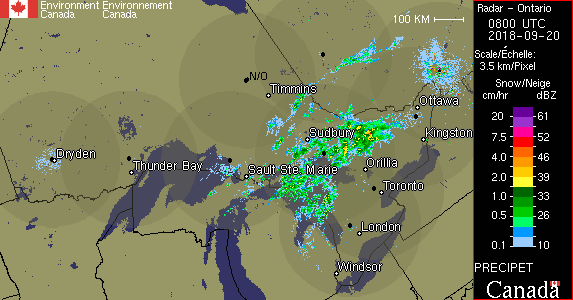 Environment Environnement
Canada Canada
100 KM
N/O
Timmins
Ottawa
Sudbury
Kingston
Dryden
Thunder Bay
Sault Ste. Marie
Orillia
Toronto
London
Windsor
Radar - Ontario
0800 UTC
2018-09-20
Scale/Échelle:
3.5 km/Pixel
Snow/Neige
cm/hr dBZ
20 61
7.5 52
4.0 46
2.0 39
1.0 33
0.5 26
0.1 10
PRECIPET
Canada